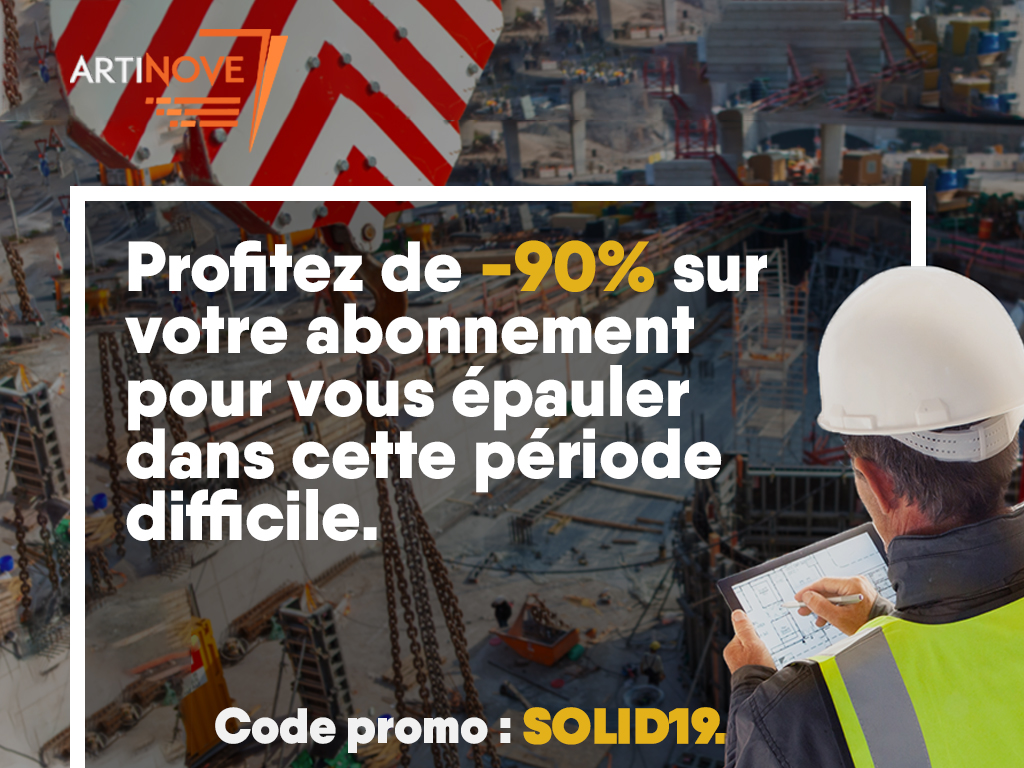 ARTINOVE
Profitez de -90% sur
votre abonnement
pour vous épauler
dans cette période
difficile.
Code promo : SOLID19.